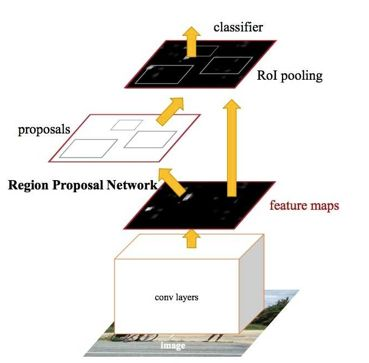 classifier
RoI pooling
proposals
Region Proposal Network
feature maps
conv layers
image